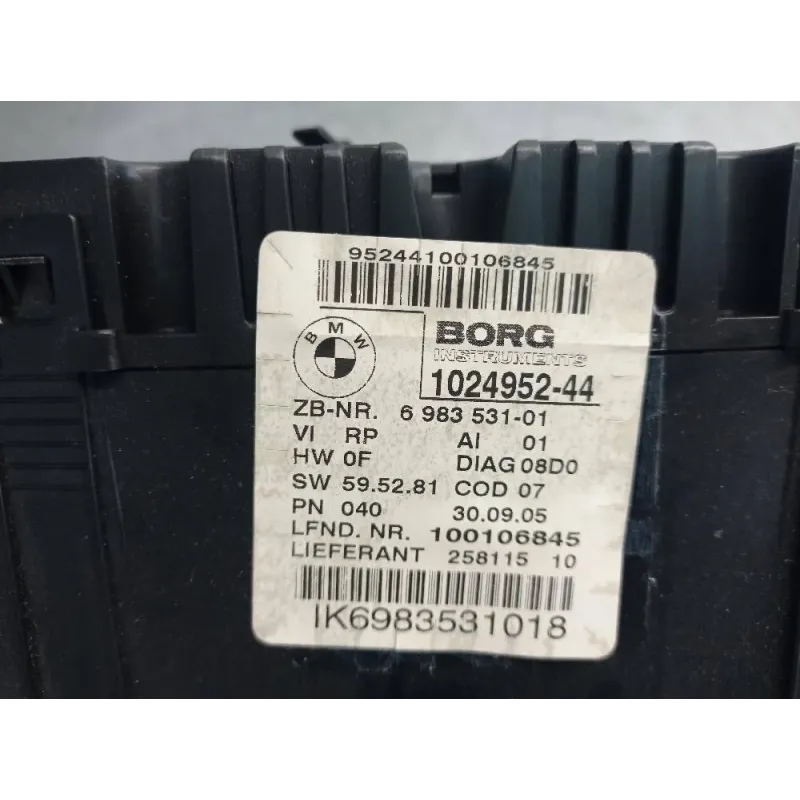 95244100106845
BMW
BORG
INSTRUMENTS
1024952-44
ZB-NR. 6 983 531-01
VI RP AI 01
HW 0F DIAG 08D0
SW 59.52.81 COD 07
PN 040 30.09.05
LFND. NR. 100106845
LIEFERANT 258115 10
IK6983531018